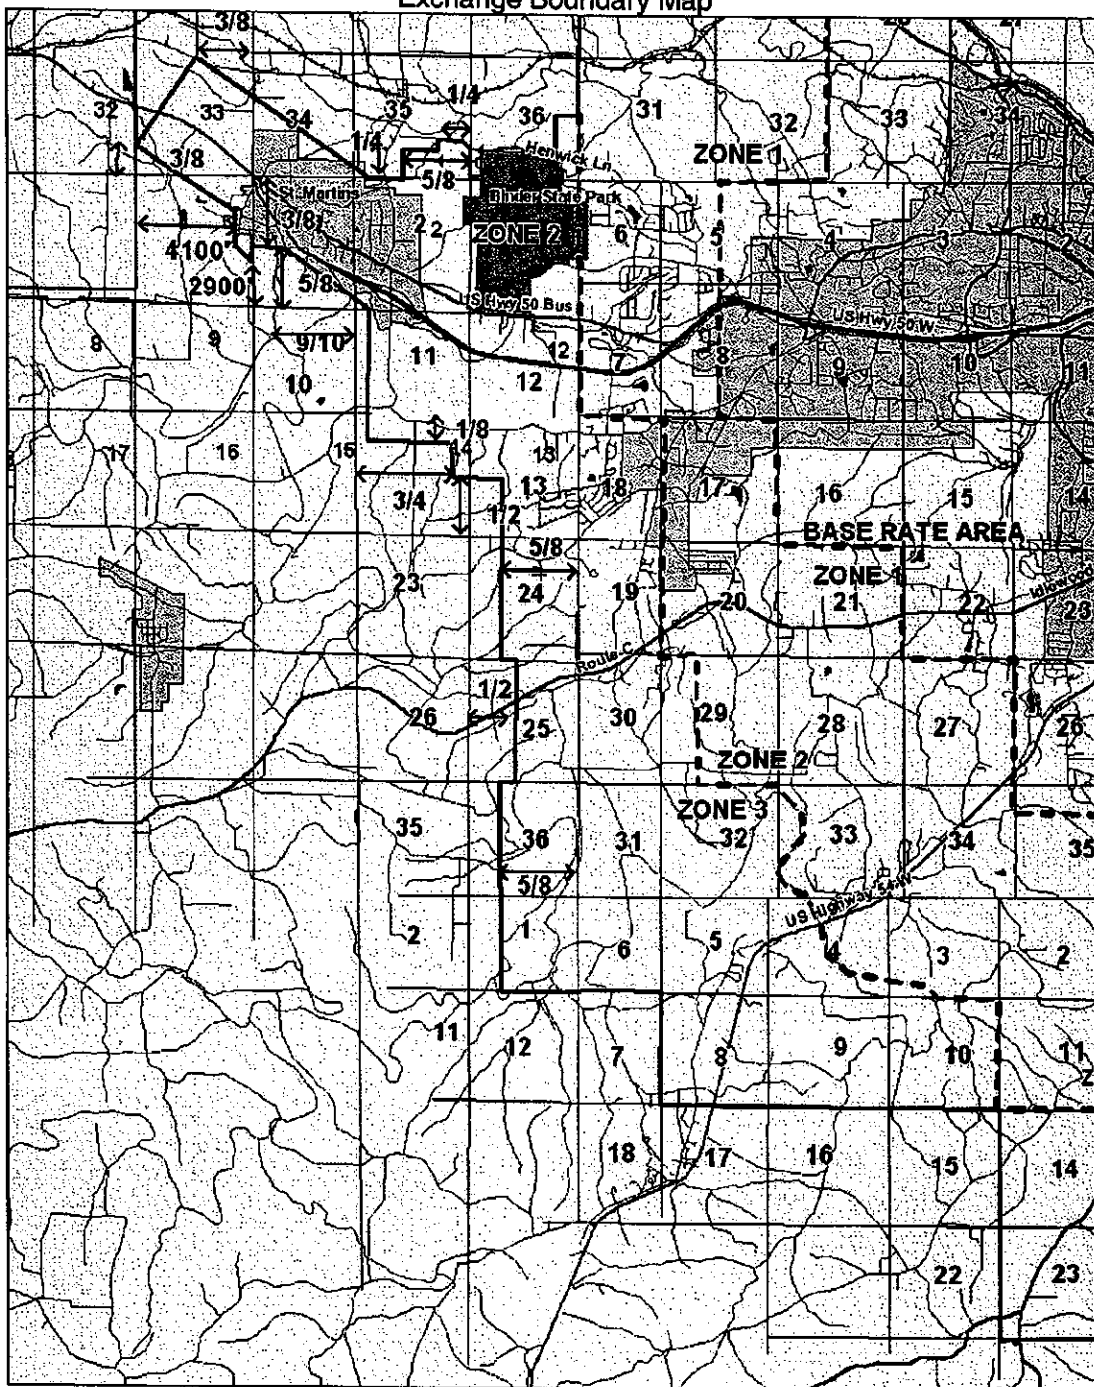 Exchange Boundary Map
3/8
32 33 34 35 1/4 36 31 32 33 34
1/4
ZONE 1
Henwick Ln
3/8
5/8
St. Martins
Binder State Park
3/8
2 2 ZONE 2 6 5 4 3 2
4100'
2900'
5/8
US Hwy 50 Bus
US Hwy 50 W
8 9 9/10 11 12 7 8 9 10 11
10 12
1/8
17 16 15 14 13
3/4 13 18 17 16 15 14
1/2
BASE RATE AREA
5/8
ZONE 1
23 24 19 20 21 22 23
Route C
1/2
26 25 30 29 28 27 26
ZONE 2
ZONE 3
35 36 31 32 33 34 35
5/8
US Highway 54 W
2 1 6 5 4 3 2
11 12 7 8 9 10 11
Z
18 17 16 15 14
22 23